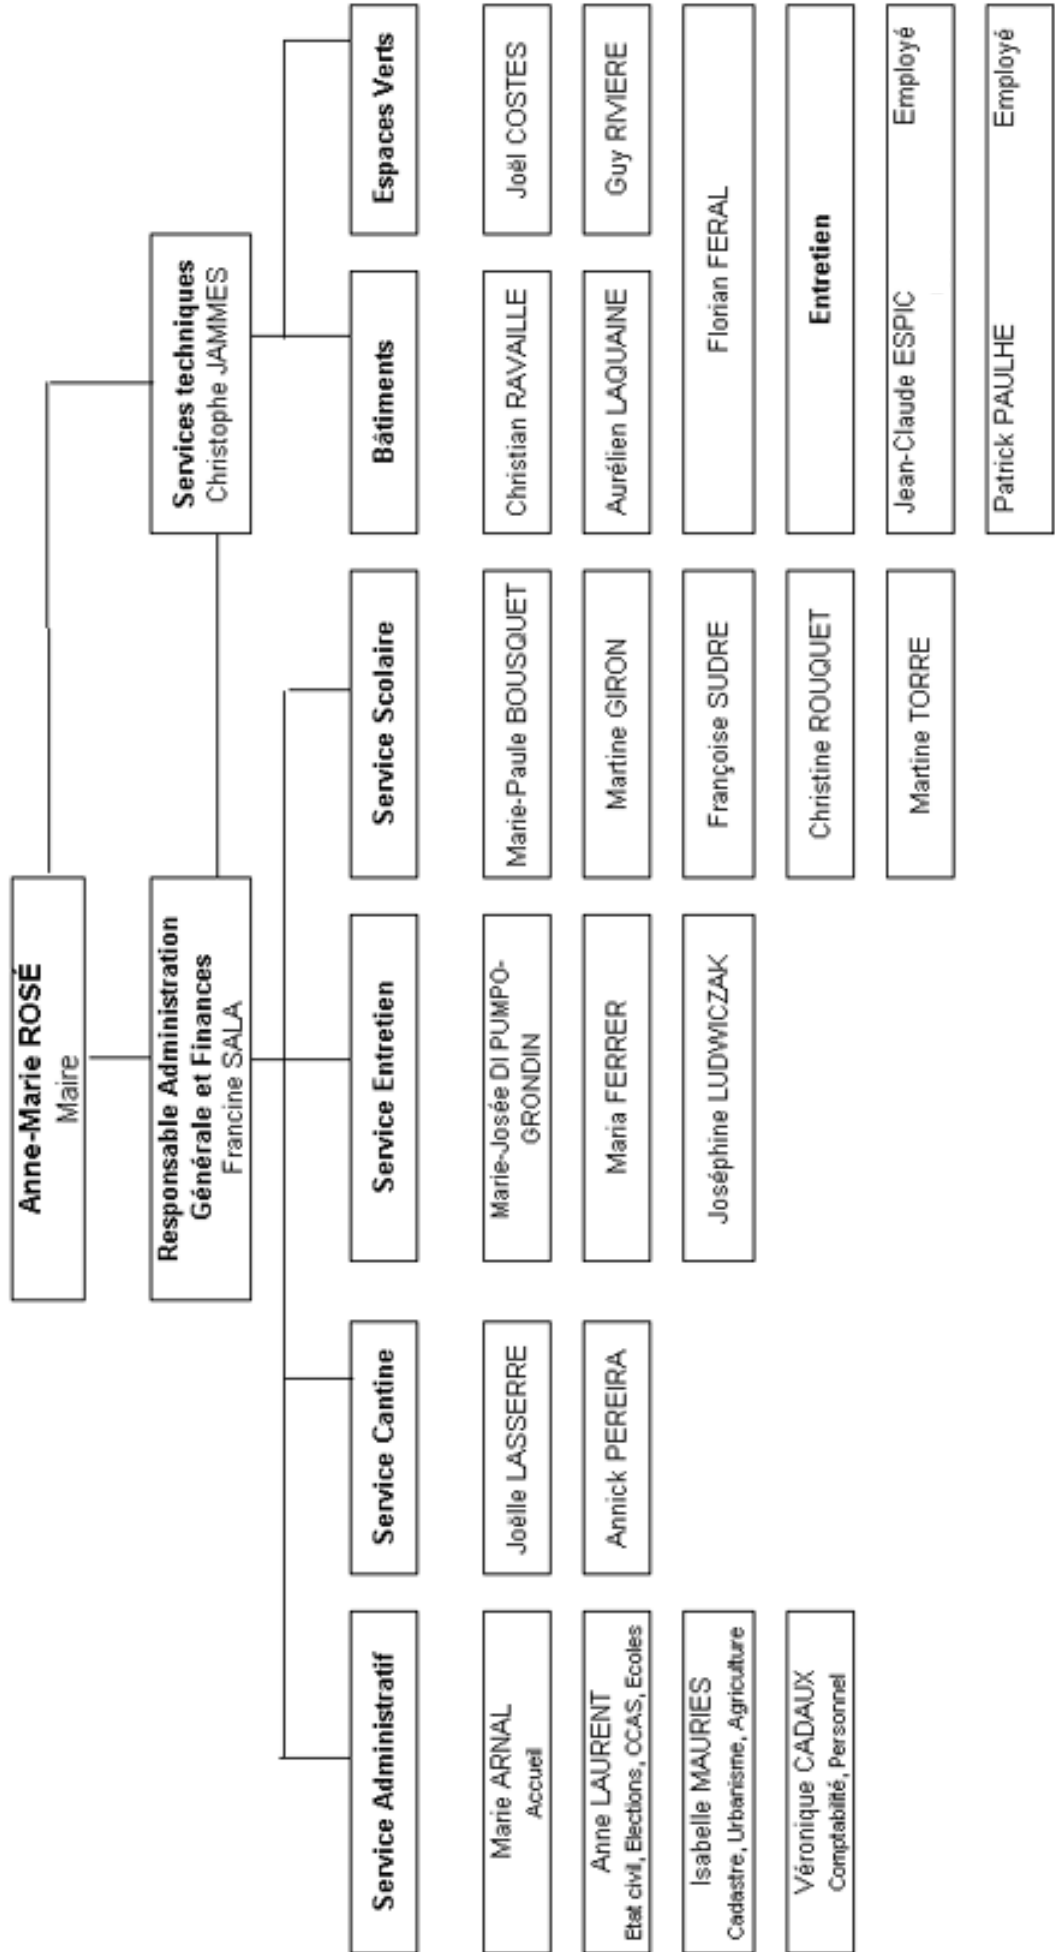 Anne-Marie ROSÉ
Maire
Responsable Administration
Générale et Finances
Francine SALA
Services techniques
Christophe JAMMES
Service Administratif
Service Cantine
Service Entretien
Service Scolaire
Bâtiments
Espaces Verts
Marie ARNAL
Accueil
Joëlle LASSERRE
Marie-Josée DI PUMPO-
GRONDIN
Marie-Paule BOUSQUET
Christian RAVAILLE
Joël COSTES
Anne LAURENT
Etat civil, Elections, CCAS, Ecoles
Annick PEREIRA
Maria FERRER
Martine GIRON
Aurélien LAQUAINE
Guy RIVIERE
Isabelle MAURIES
Cadastre, Urbanisme, Agriculture
Joséphine LUDWICZAK
Françoise SUDRE
Florian FERAL
Véronique CADAUX
Comptabilité, Personnel
Christine ROUQUET
Entretien
Martine TORRE
Jean-Claude ESPIC Employé
Patrick PAULHE Employé